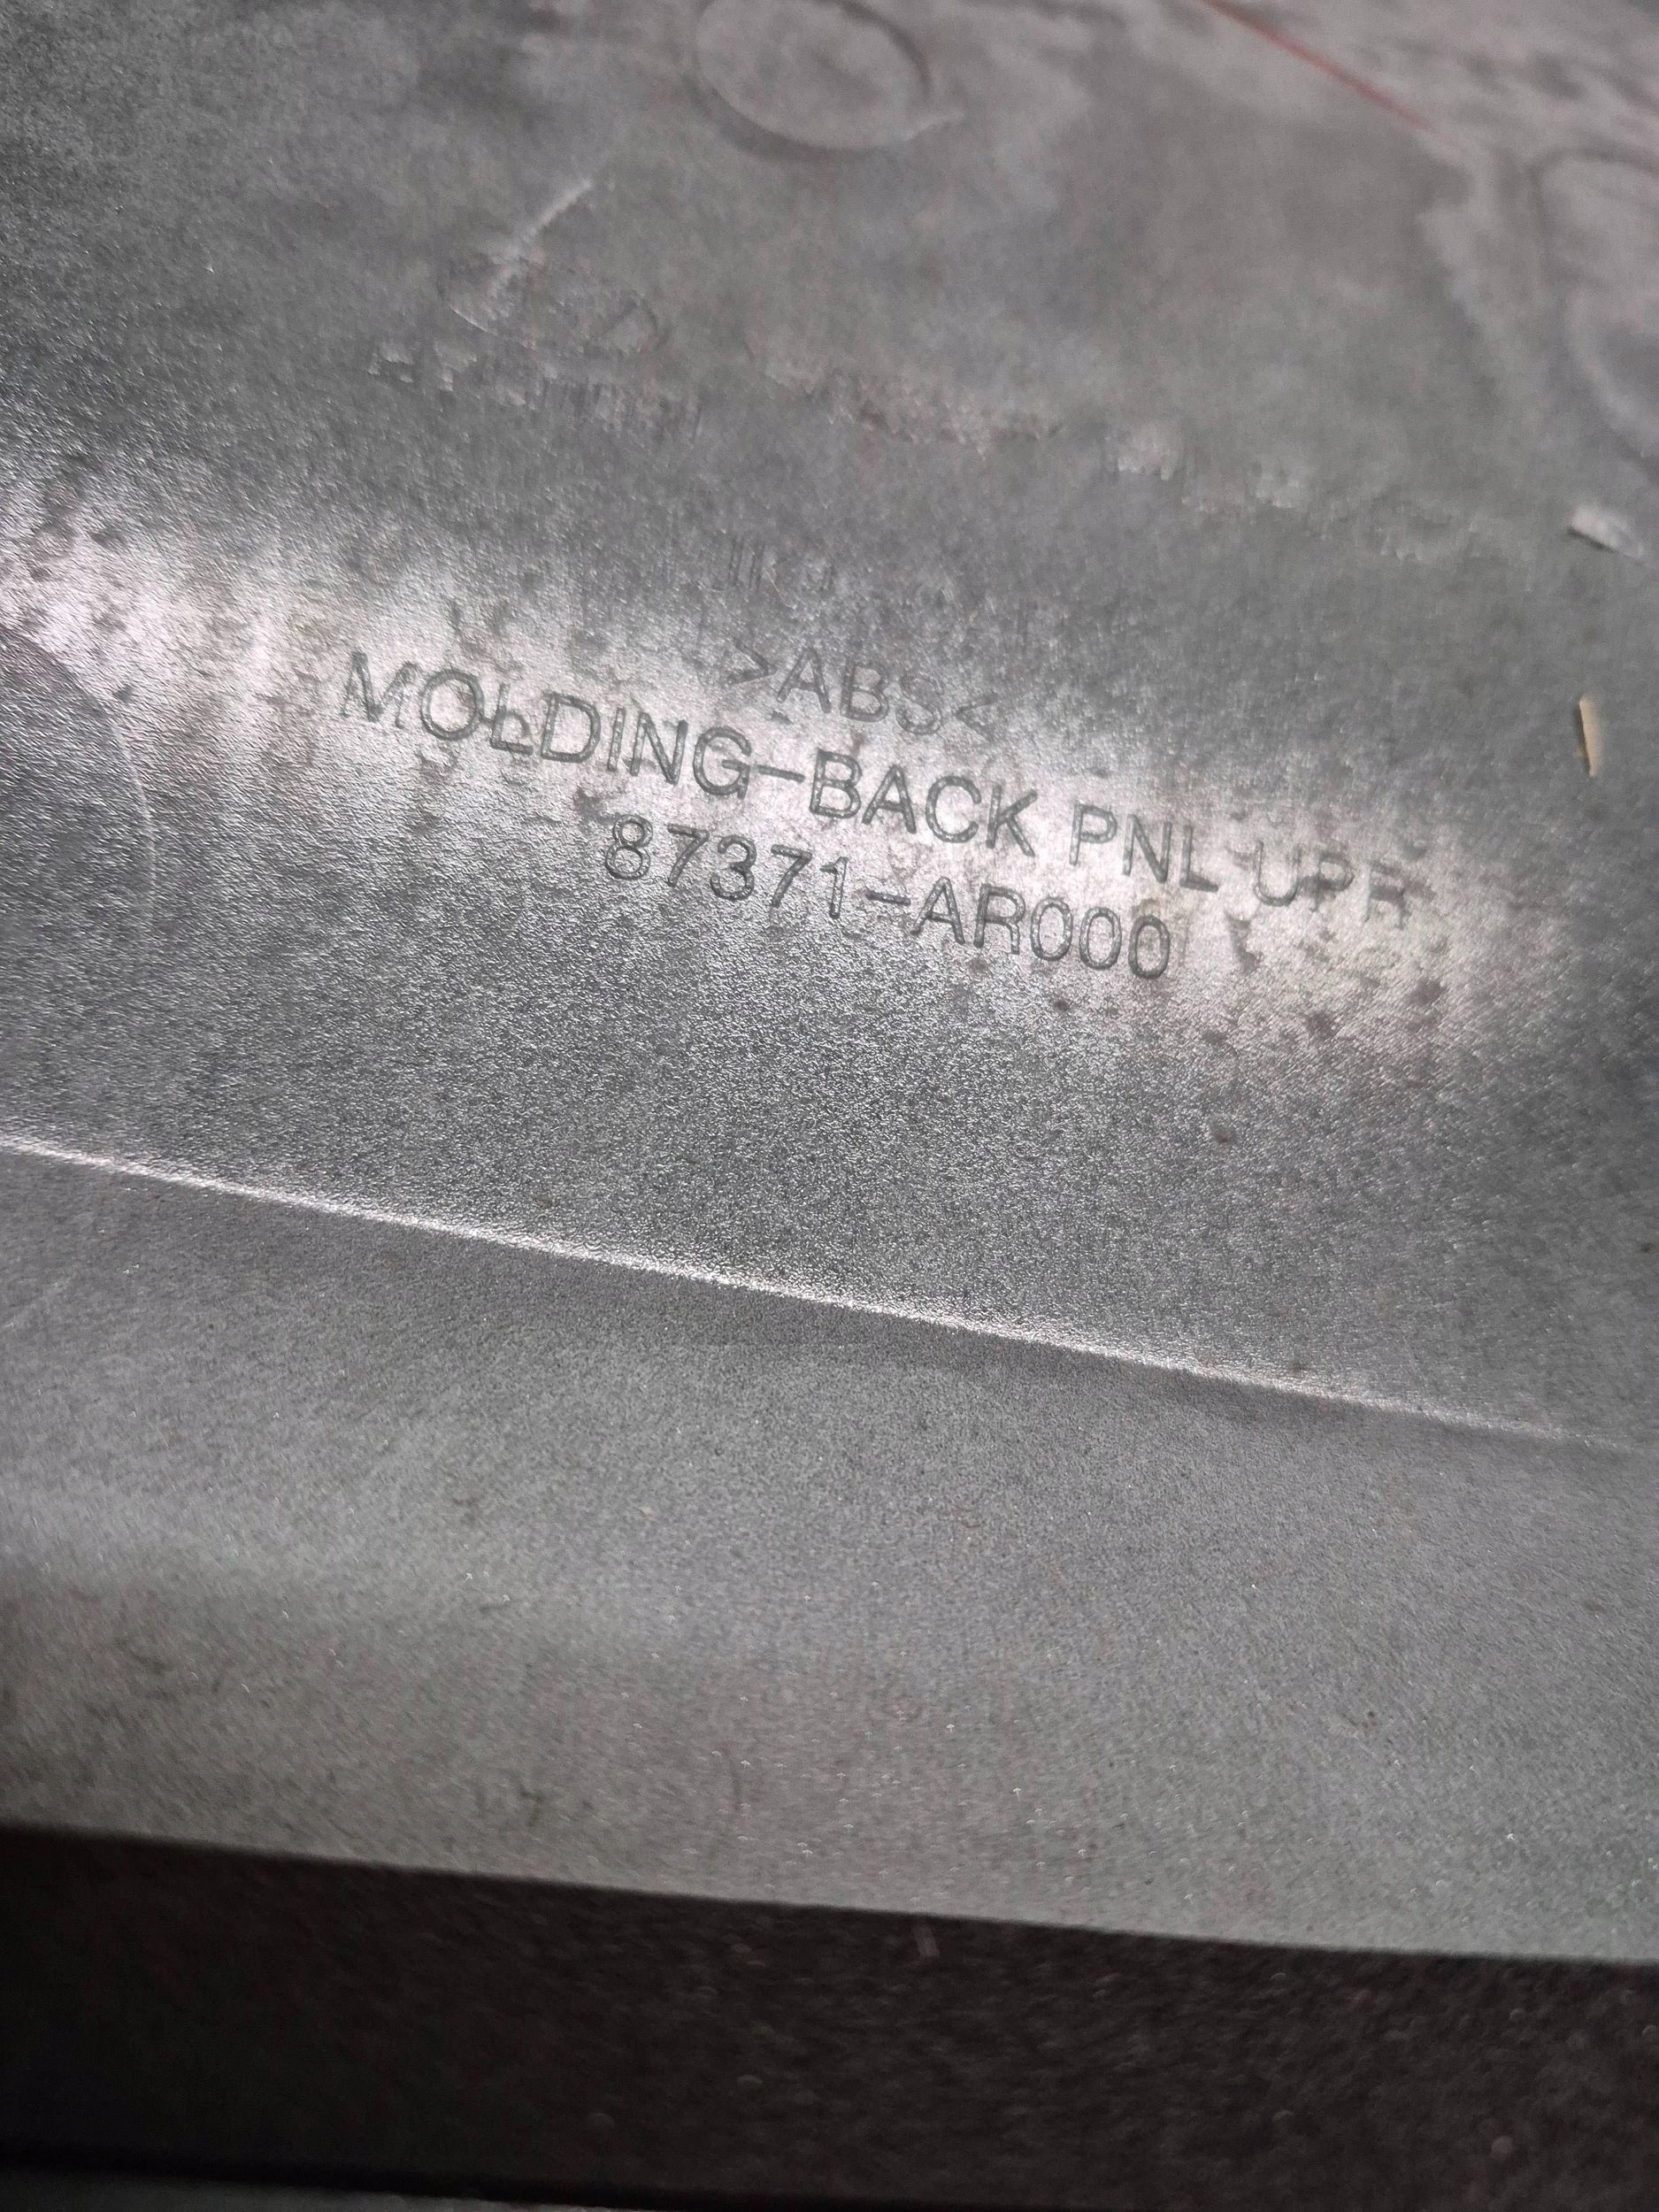 >ABS<
MOLDING-BACK PNL UPR
87371-AR000